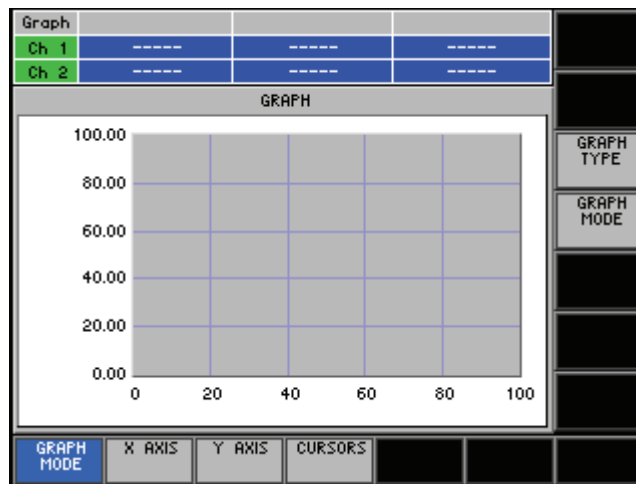 Graph
Ch 1 ----- ----- -----
Ch 2 ----- ----- -----
GRAPH
100.00
80.00
60.00
40.00
20.00
0.00
0 20 40 60 80 100
GRAPH
TYPE
GRAPH
MODE
GRAPH
MODE
X AXIS
Y AXIS
CURSORS